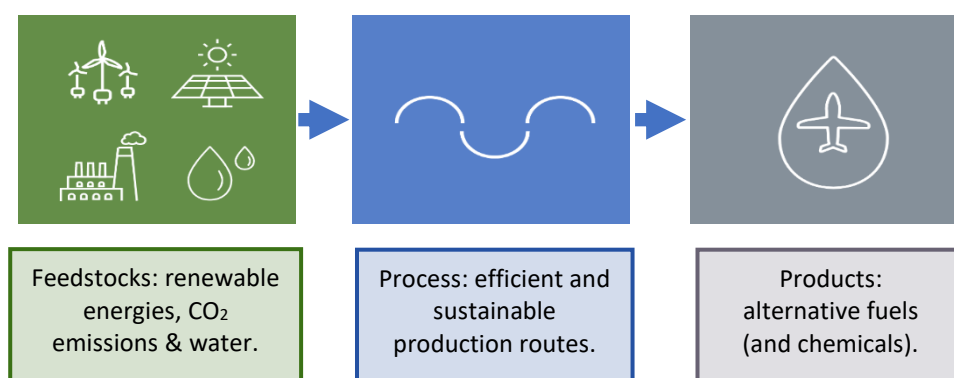 Feedstocks: renewable
energies, CO₂
emissions & water.
Process: efficient and
sustainable
production routes.
Products:
alternative fuels
(and chemicals).